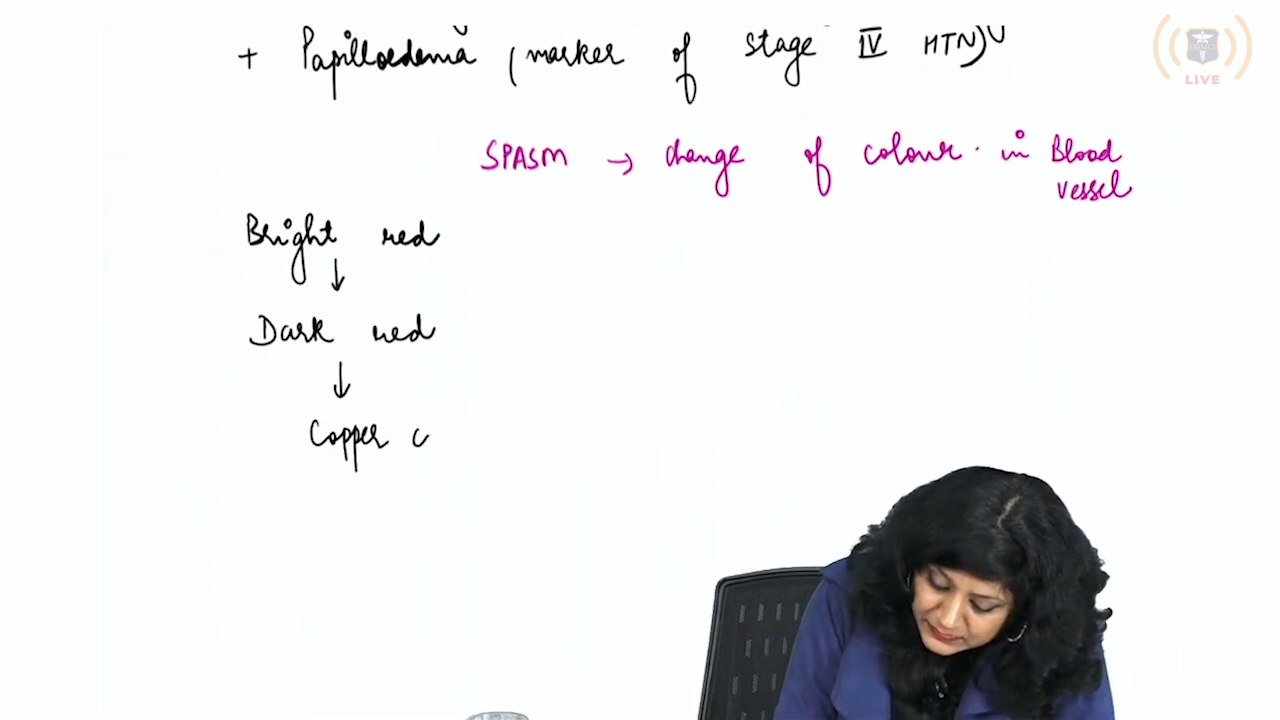 + Papilloedema (marker of stage IV HTN)
SPASM → change of colour. in Blood
vessel
Bright red
↓
Dark red
↓
Copper c
LIVE